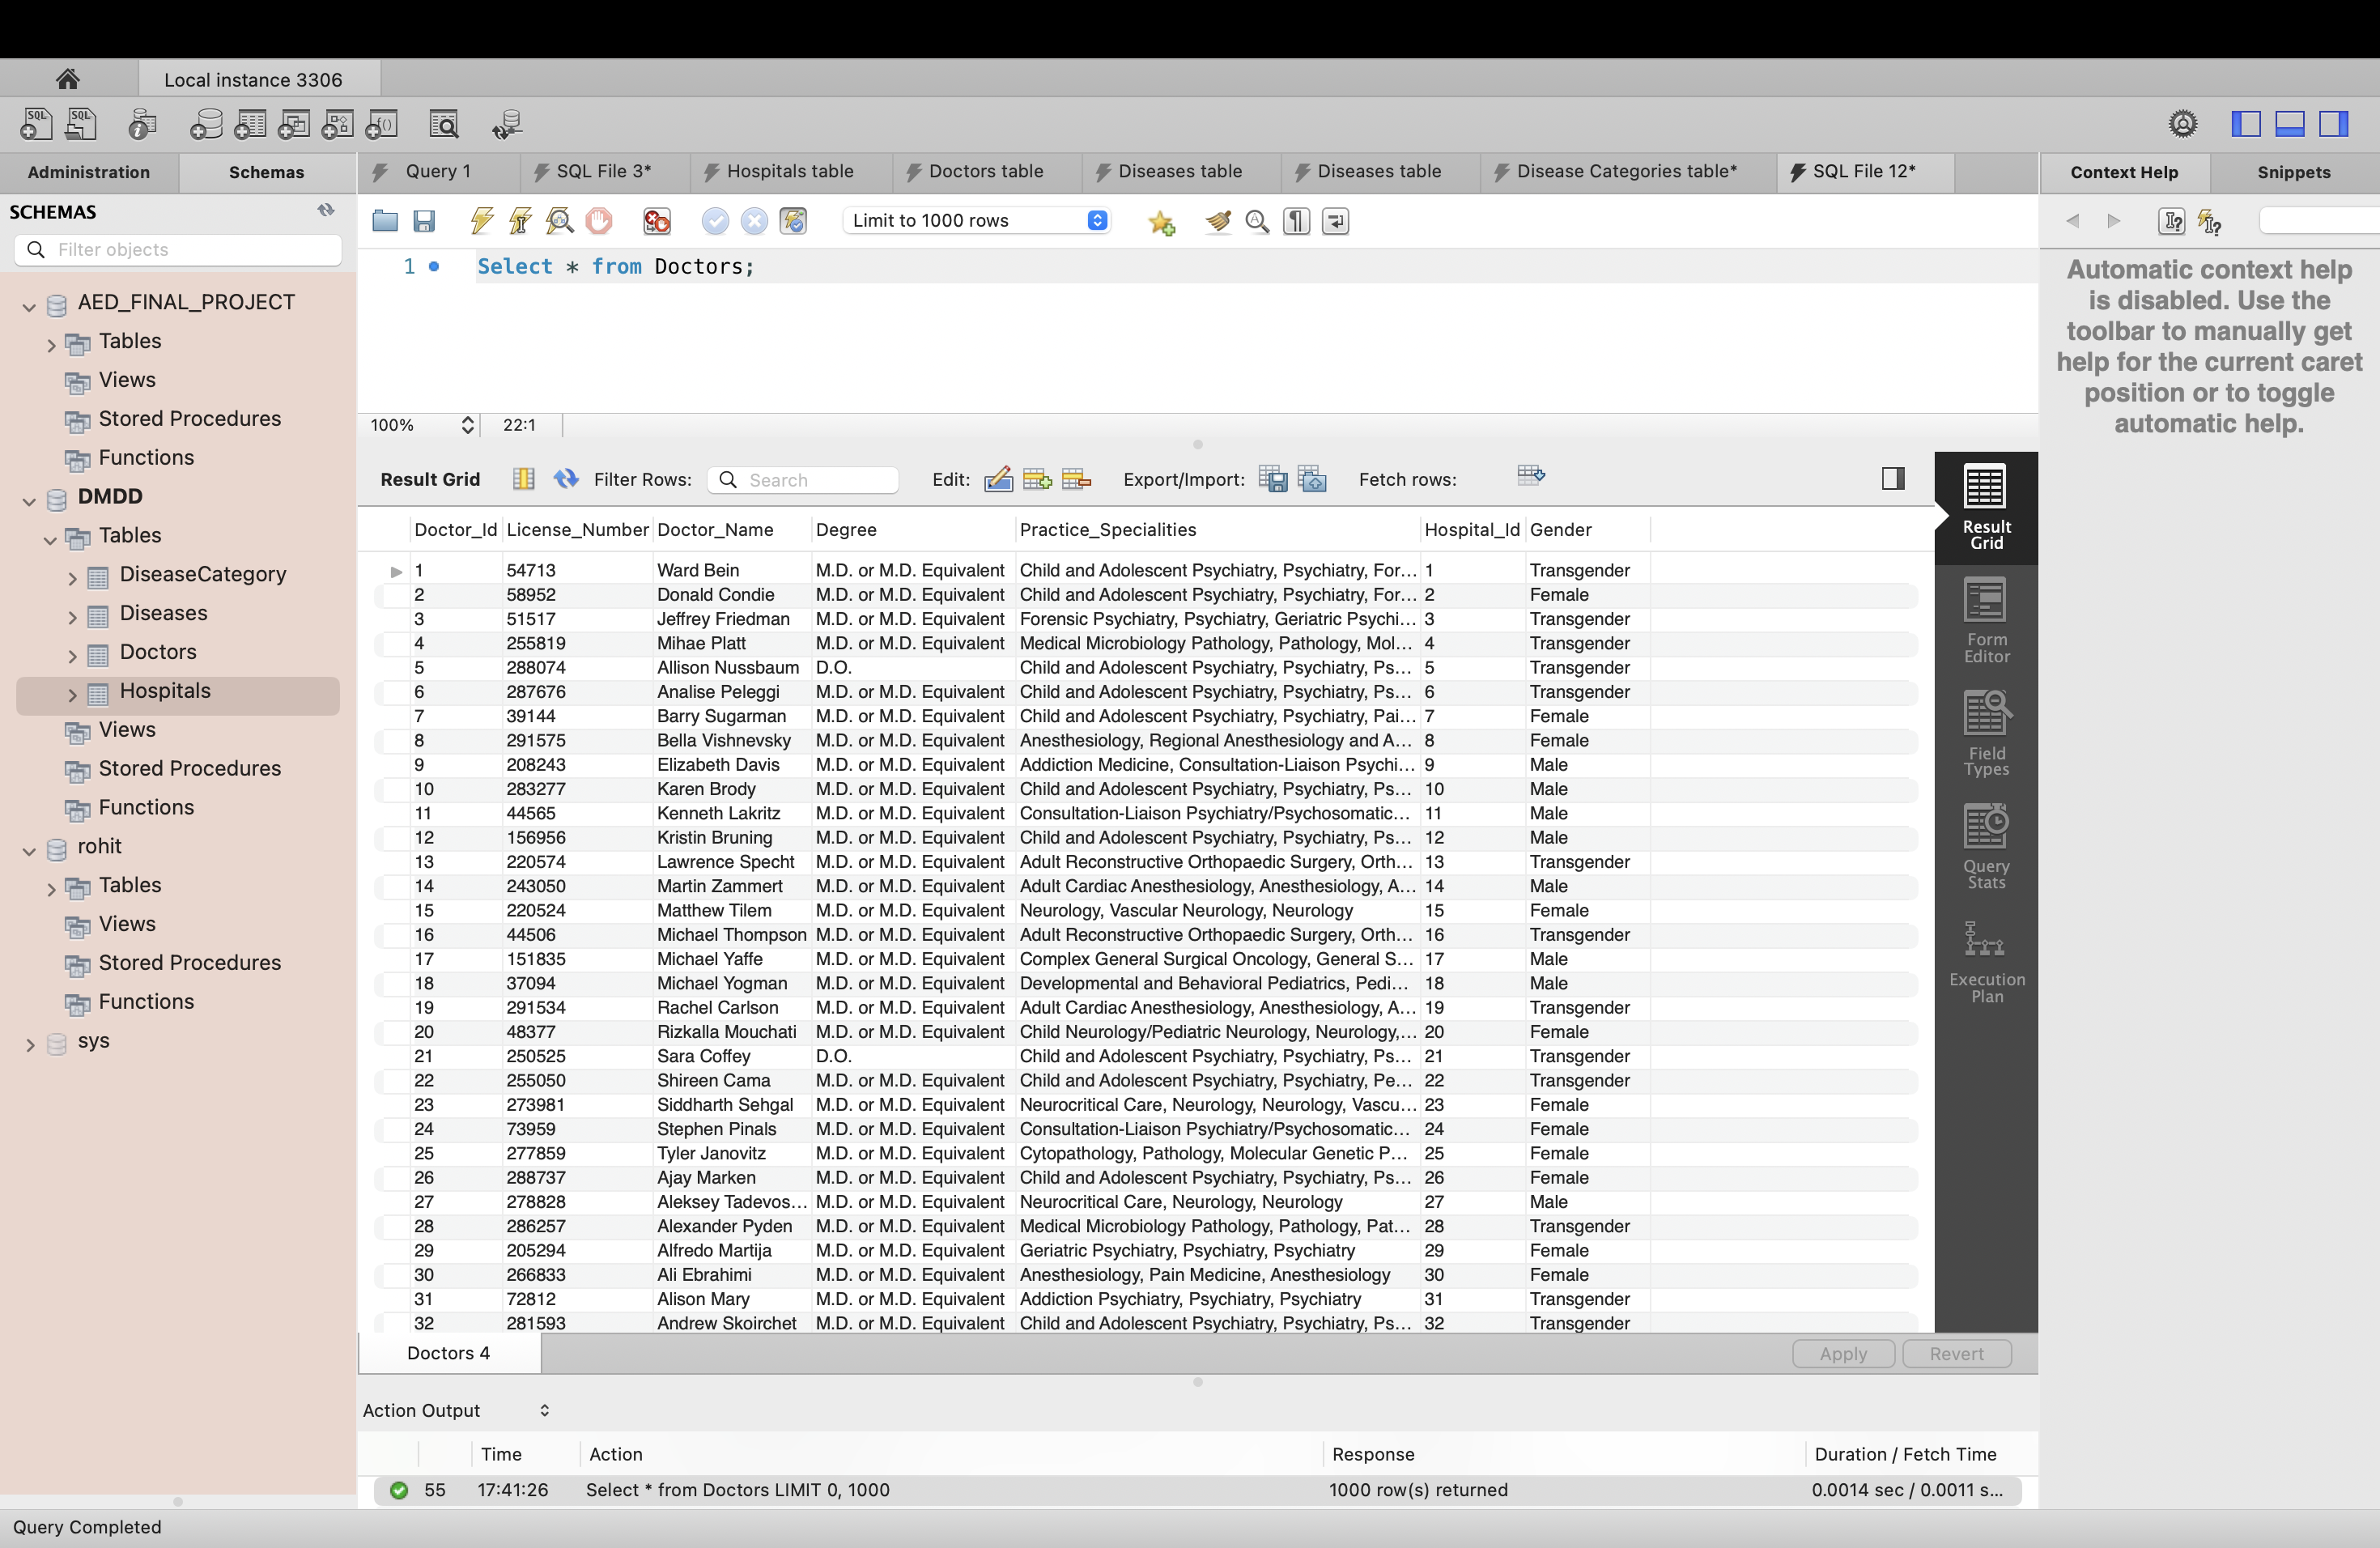 Local instance 3306
Administration Schemas Query 1 SQL File 3* Hospitals table Doctors table Diseases table Diseases table Disease Categories table* SQL File 12* Context Help Snippets
SCHEMAS
Filter objects
Limit to 1000 rows
1 Select * from Doctors;
Automatic context help
is disabled. Use the
toolbar to manually get
help for the current caret
position or to toggle
automatic help.
AED_FINAL_PROJECT
Tables
Views
Stored Procedures
Functions
DMDD
Tables
DiseaseCategory
Diseases
Doctors
Hospitals
Views
Stored Procedures
Functions
rohit
Tables
Views
Stored Procedures
Functions
sys
100% 22:1
Result Grid Filter Rows: Search Edit: Export/Import: Fetch rows:
Doctor_Id License_Number Doctor_Name Degree Practice_Specialities Hospital_Id Gender
1 54713 Ward Bein M.D. or M.D. Equivalent Child and Adolescent Psychiatry, Psychiatry, For... 1 Transgender
2 58952 Donald Condie M.D. or M.D. Equivalent Child and Adolescent Psychiatry, Psychiatry, For... 2 Female
3 51517 Jeffrey Friedman M.D. or M.D. Equivalent Forensic Psychiatry, Psychiatry, Geriatric Psychi... 3 Transgender
4 255819 Mihae Platt M.D. or M.D. Equivalent Medical Microbiology Pathology, Pathology, Mol... 4 Transgender
5 288074 Allison Nussbaum D.O. Child and Adolescent Psychiatry, Psychiatry, Ps... 5 Transgender
6 287676 Analise Peleggi M.D. or M.D. Equivalent Child and Adolescent Psychiatry, Psychiatry, Ps... 6 Transgender
7 39144 Barry Sugarman M.D. or M.D. Equivalent Child and Adolescent Psychiatry, Psychiatry, Pai... 7 Female
8 291575 Bella Vishnevsky M.D. or M.D. Equivalent Anesthesiology, Regional Anesthesiology and A... 8 Female
9 208243 Elizabeth Davis M.D. or M.D. Equivalent Addiction Medicine, Consultation-Liaison Psychi... 9 Male
10 283277 Karen Brody M.D. or M.D. Equivalent Child and Adolescent Psychiatry, Psychiatry, Ps... 10 Male
11 44565 Kenneth Lakritz M.D. or M.D. Equivalent Consultation-Liaison Psychiatry/Psychosomatic... 11 Male
12 156956 Kristin Bruning M.D. or M.D. Equivalent Child and Adolescent Psychiatry, Psychiatry, Ps... 12 Male
13 220574 Lawrence Specht M.D. or M.D. Equivalent Adult Reconstructive Orthopaedic Surgery, Orth... 13 Transgender
14 243050 Martin Zammert M.D. or M.D. Equivalent Adult Cardiac Anesthesiology, Anesthesiology, A... 14 Male
15 220524 Matthew Tilem M.D. or M.D. Equivalent Neurology, Vascular Neurology, Neurology 15 Female
16 44506 Michael Thompson M.D. or M.D. Equivalent Adult Reconstructive Orthopaedic Surgery, Orth... 16 Transgender
17 151835 Michael Yaffe M.D. or M.D. Equivalent Complex General Surgical Oncology, General S... 17 Male
18 37094 Michael Yogman M.D. or M.D. Equivalent Developmental and Behavioral Pediatrics, Pedi... 18 Male
19 291534 Rachel Carlson M.D. or M.D. Equivalent Adult Cardiac Anesthesiology, Anesthesiology, A... 19 Transgender
20 48377 Rizkalla Mouchati M.D. or M.D. Equivalent Child Neurology/Pediatric Neurology, Neurology,... 20 Female
21 250525 Sara Coffey D.O. Child and Adolescent Psychiatry, Psychiatry, Ps... 21 Transgender
22 255050 Shireen Cama M.D. or M.D. Equivalent Child and Adolescent Psychiatry, Psychiatry, Pe... 22 Transgender
23 273981 Siddharth Sehgal M.D. or M.D. Equivalent Neurocritical Care, Neurology, Neurology, Vascu... 23 Female
24 73959 Stephen Pinals M.D. or M.D. Equivalent Consultation-Liaison Psychiatry/Psychosomatic... 24 Female
25 277859 Tyler Janovitz M.D. or M.D. Equivalent Cytopathology, Pathology, Molecular Genetic P... 25 Female
26 288737 Ajay Marken M.D. or M.D. Equivalent Child and Adolescent Psychiatry, Psychiatry, Ps... 26 Female
27 278828 Aleksey Tadevos... M.D. or M.D. Equivalent Neurocritical Care, Neurology, Neurology 27 Male
28 286257 Alexander Pyden M.D. or M.D. Equivalent Medical Microbiology Pathology, Pathology, Pat... 28 Transgender
29 205294 Alfredo Martija M.D. or M.D. Equivalent Geriatric Psychiatry, Psychiatry, Psychiatry 29 Female
30 266833 Ali Ebrahimi M.D. or M.D. Equivalent Anesthesiology, Pain Medicine, Anesthesiology 30 Female
31 72812 Alison Mary M.D. or M.D. Equivalent Addiction Psychiatry, Psychiatry, Psychiatry 31 Transgender
32 281593 Andrew Skoirchet M.D. or M.D. Equivalent Child and Adolescent Psychiatry, Psychiatry, Ps... 32 Transgender
Result
Grid
Form
Editor
Field
Types
Query
Stats
Execution
Plan
Doctors 4 Apply Revert
Action Output
Time Action Response Duration / Fetch Time
55 17:41:26 Select * from Doctors LIMIT 0, 1000 1000 row(s) returned 0.0014 sec / 0.0011 s...
Query Completed